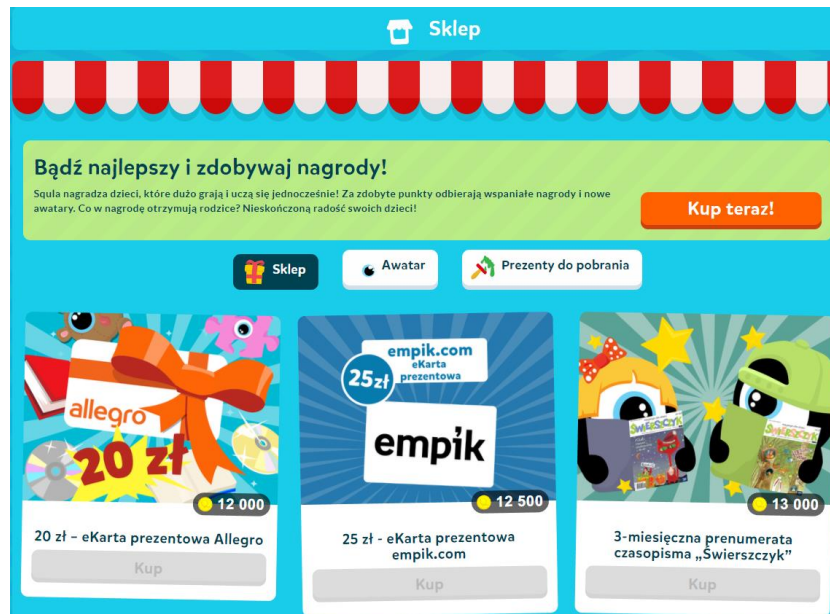 Sklep
Bądź najlepszy i zdobywaj nagrody!
Squla nagradza dzieci, które dużo grają i uczą się jednocześnie! Za zdobyte punkty odbierają wspaniałe nagrody i nowe
awatary. Co w nagrodę otrzymują rodzice? Nieskończoną radość swoich dzieci!
Kup teraz!
Sklep
Awatar
Prezenty do pobrania
allegro
20 zł
12 000
20 zł – eKarta prezentowa Allegro
Kup
empik.com
eKarta
prezentowa
25zł
empik
12 500
25 zł - eKarta prezentowa
empik.com
Kup
ŚWIERSZCZYK
ŚWIERSZCZYK
13 000
3-miesięczna prenumerata
czasopisma „Świerszczyk”
Kup